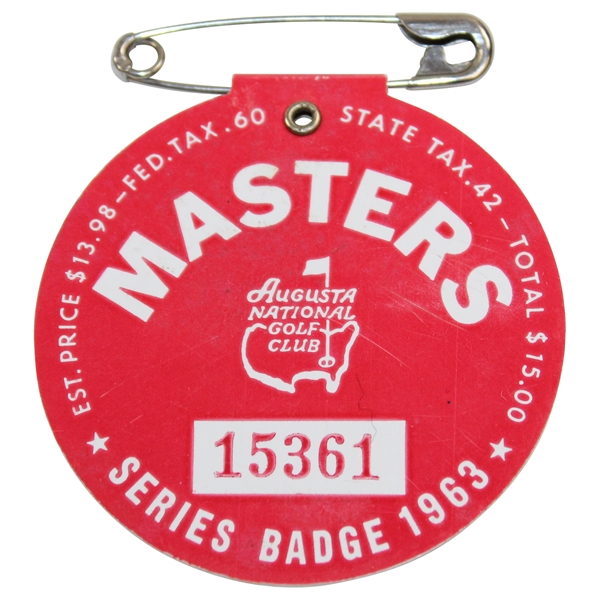 EST. PRICE $13.98–FED.TAX.60 STATE TAX.42–TOTAL $15.00
MASTERS
AUGUSTA
NATIONAL
GOLF
CLUB
15361
★ SERIES BADGE 1963 ★